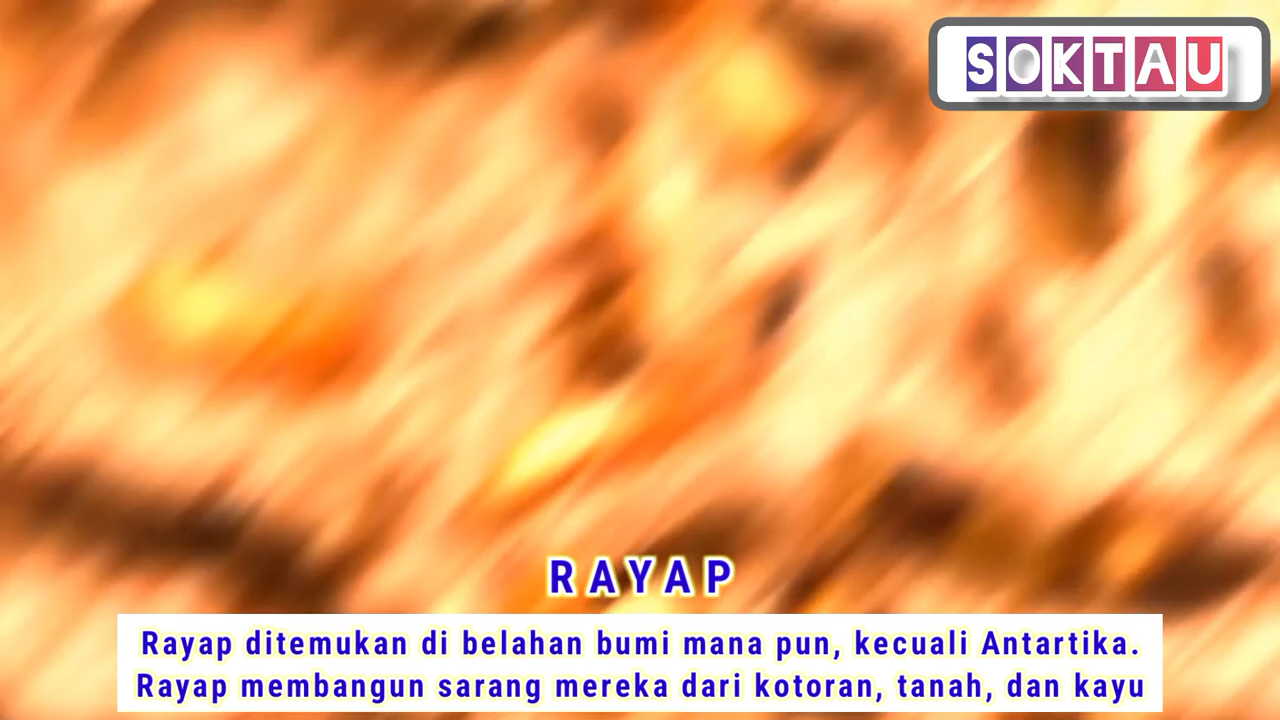 SOKTAU
RAYAP
Rayap ditemukan di belahan bumi mana pun, kecuali Antartika.
Rayap membangun sarang mereka dari kotoran, tanah, dan kayu